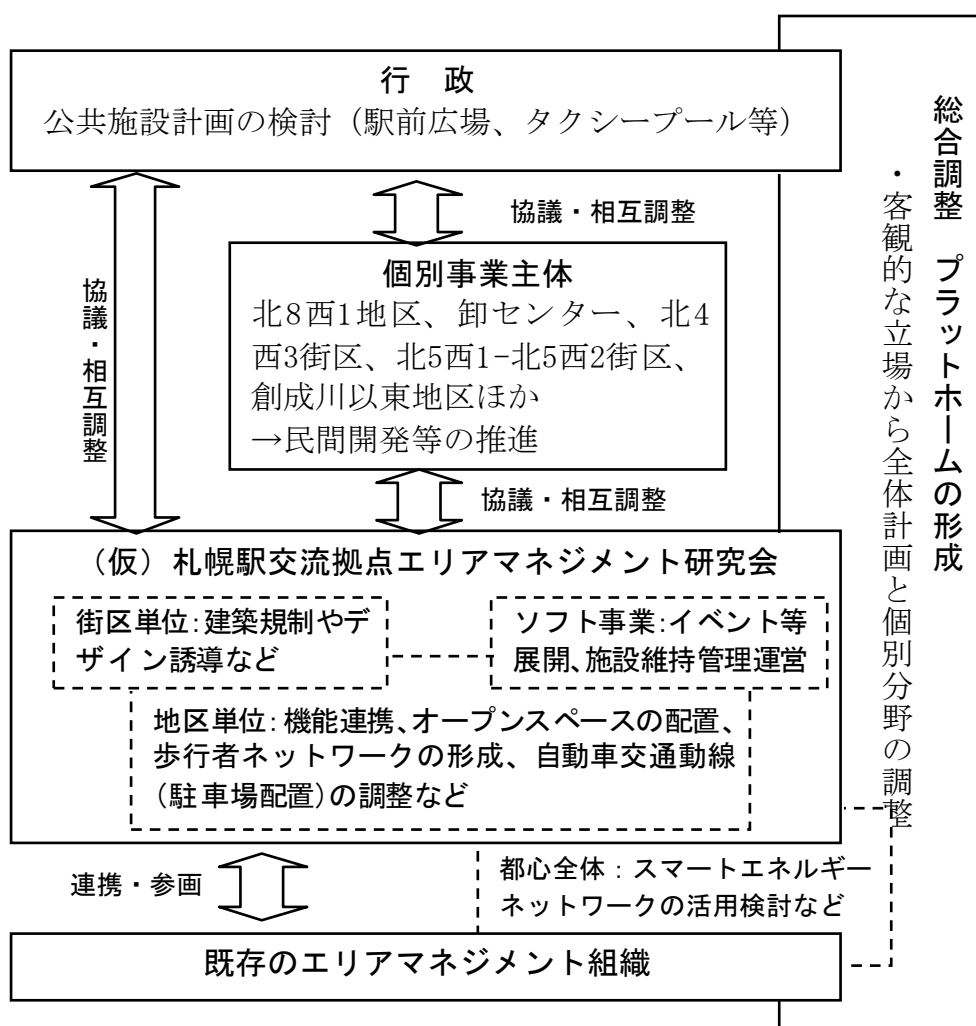 行　政
公共施設計画の検討（駅前広場、タクシープール等）
協議・相互調整
協議・相互調整
個別事業主体
北8西1地区、卸センター、北4
西3街区、北5西1-北5西2街区、
創成川以東地区ほか
→民間開発等の推進
協議・相互調整
（仮）札幌駅交流拠点エリアマネジメント研究会
街区単位：建築規制やデ
ザイン誘導など
ソフト事業：イベント等
展開、施設維持管理運営
地区単位：機能連携、オープンスペースの配置、
歩行者ネットワークの形成、自動車交通動線
（駐車場配置）の調整など
連携・参画
都心全体：スマートエネルギー
ネットワークの活用検討など
既存のエリアマネジメント組織
総合調整　プラットホームの形成
・客観的な立場から全体計画と個別分野の調整